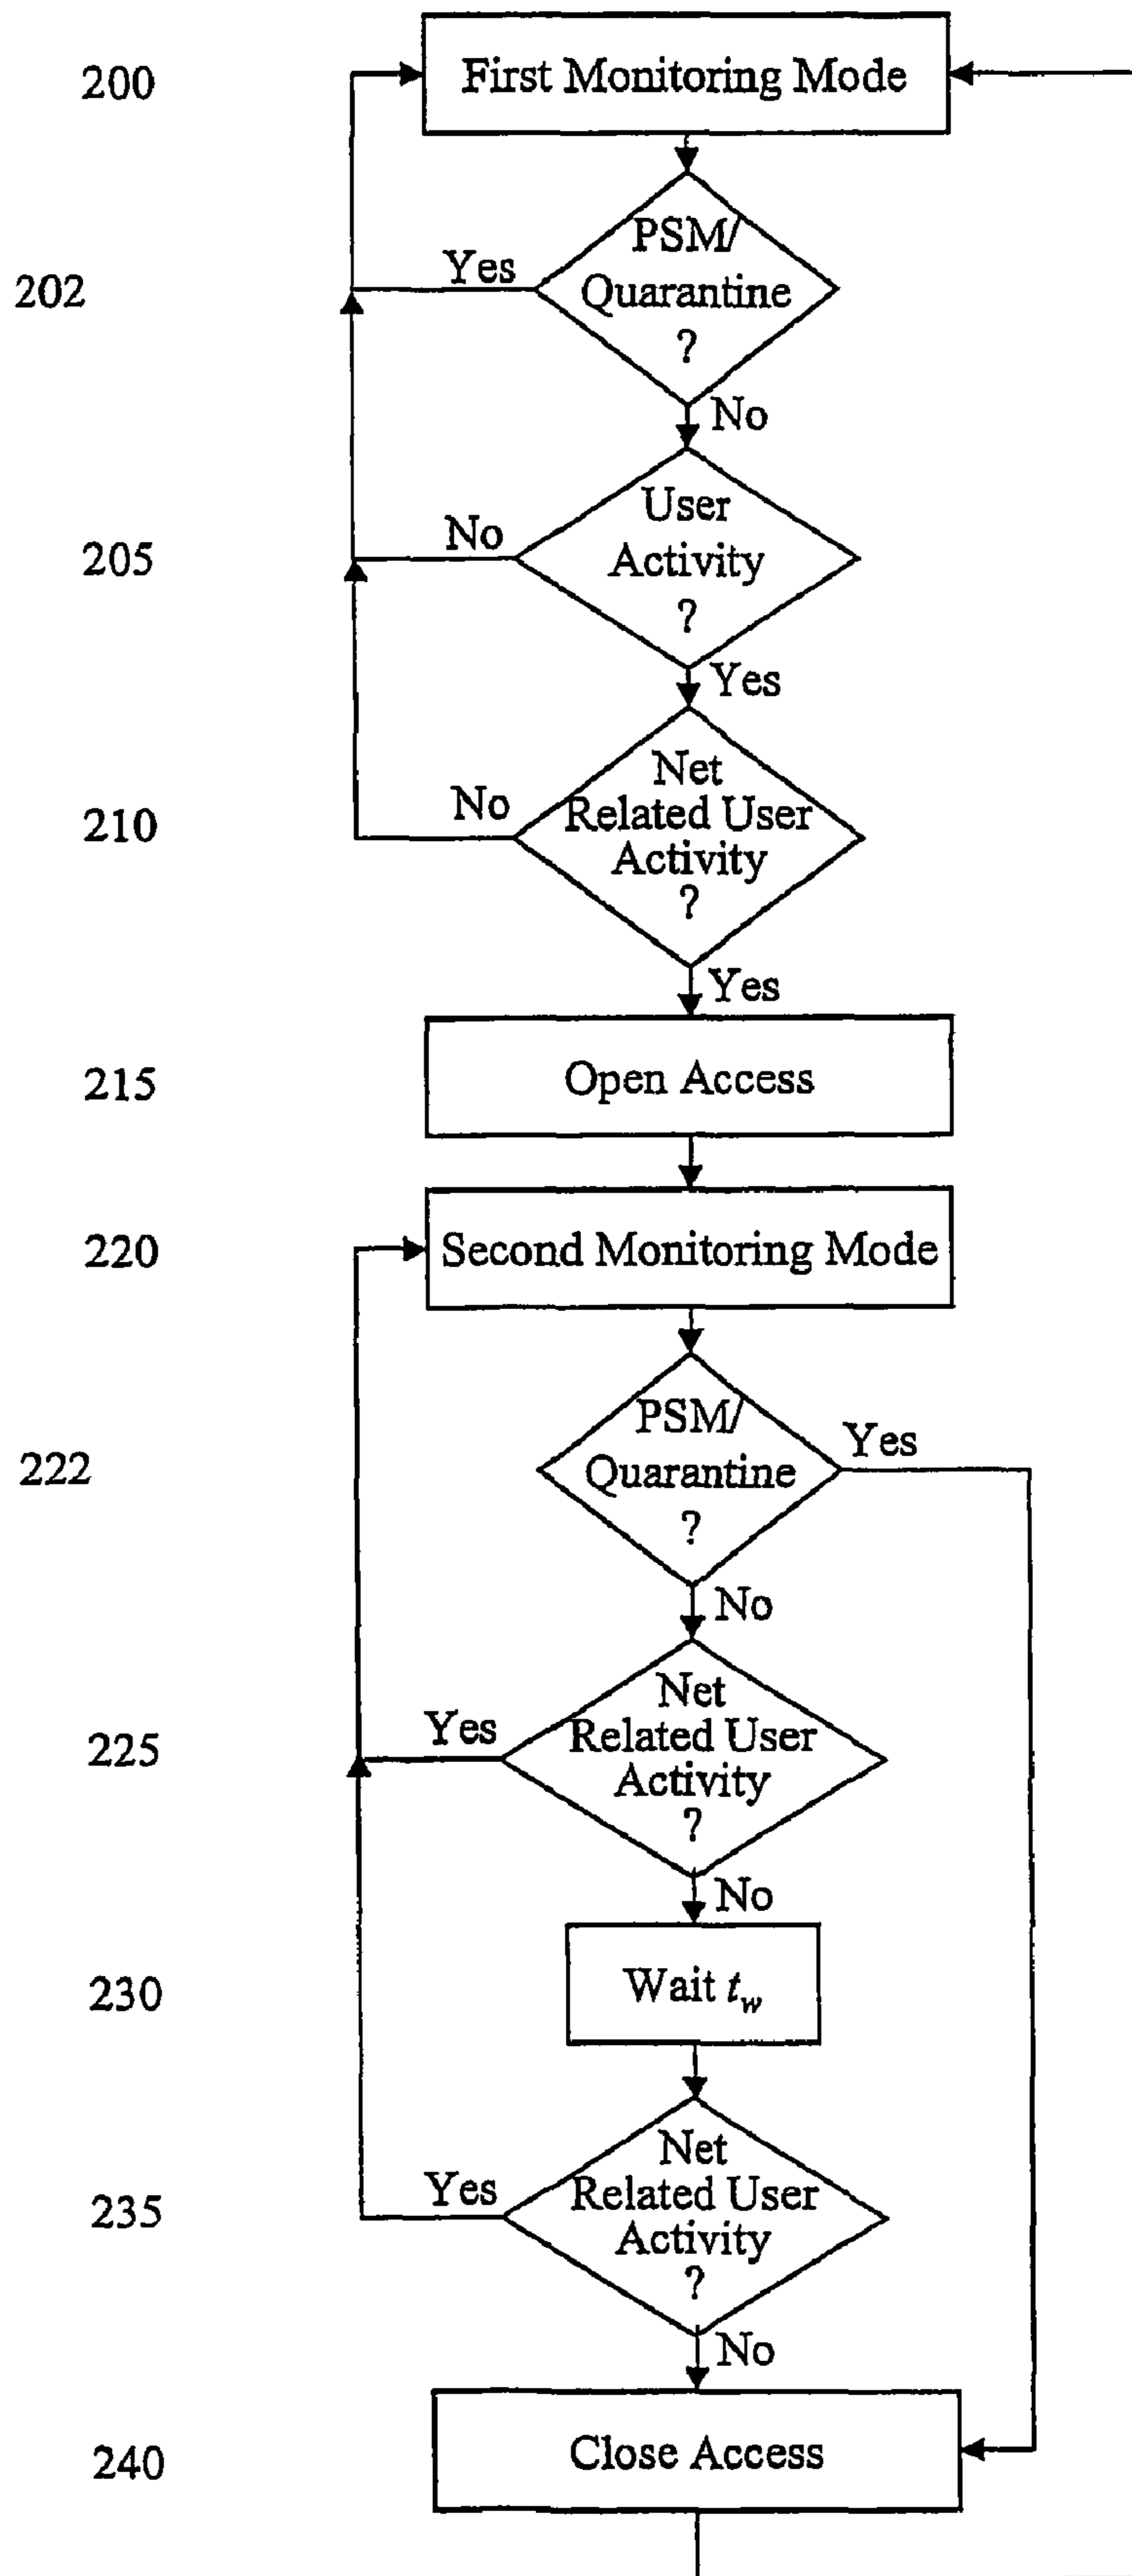 200
First Monitoring Mode
202
Yes
PSM/
Quarantine
?
No
205
No
User
Activity
?
Yes
210
No
Net
Related User
Activity
?
Yes
215
Open Access
220
Second Monitoring Mode
222
PSM/
Quarantine
?
Yes
No
225
Yes
Net
Related User
Activity
?
No
230
Wait tw
235
Yes
Net
Related User
Activity
?
No
240
Close Access